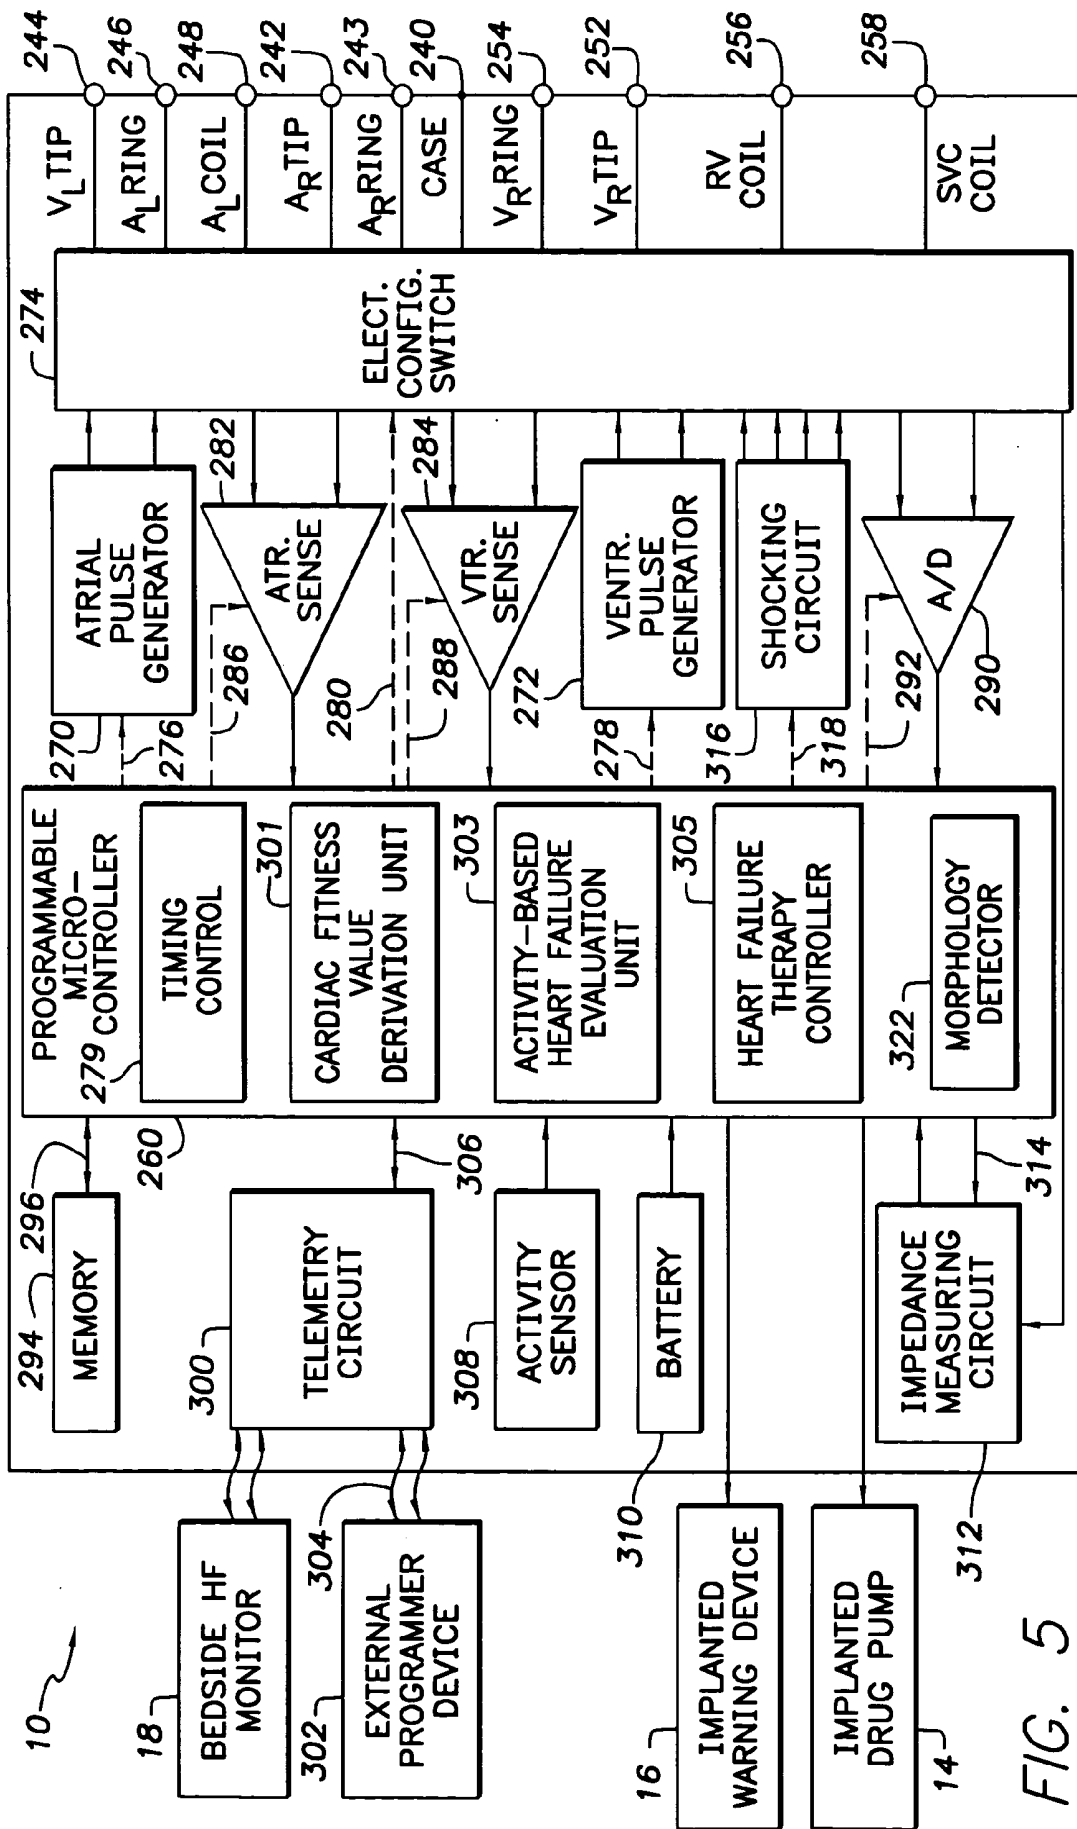 10
18
BEDSIDE HF
MONITOR
302
EXTERNAL
PROGRAMMER
DEVICE
304
16
IMPLANTED
WARNING DEVICE
14
IMPLANTED
DRUG PUMP
294
296
MEMORY
260
300
TELEMETRY
CIRCUIT
306
308
ACTIVITY
SENSOR
310
BATTERY
312
IMPEDANCE
MEASURING
CIRCUIT
314
PROGRAMMABLE
MICRO-
CONTROLLER
279
TIMING
CONTROL
301
CARDIAC FITNESS
VALUE
DERIVATION UNIT
303
ACTIVITY-BASED
HEART FAILURE
EVALUATION
UNIT
305
HEART FAILURE
THERAPY
CONTROLLER
322
MORPHOLOGY
DETECTOR
270
276
ATRIAL
PULSE
GENERATOR
286
282
ATR.
SENSE
280
288
284
VTR.
SENSE
272
278
VENTR.
PULSE
GENERATOR
316
318
SHOCKING
CIRCUIT
292
290
A/D
274
ELECT.
CONFIG.
SWITCH
VLTIP
244
ALRING
246
ALCOIL
248
ARTIP
242
ARRING
243
CASE
240
VRRING
254
VRTIP
252
RV
COIL
256
SVC
COIL
258
FIG. 5